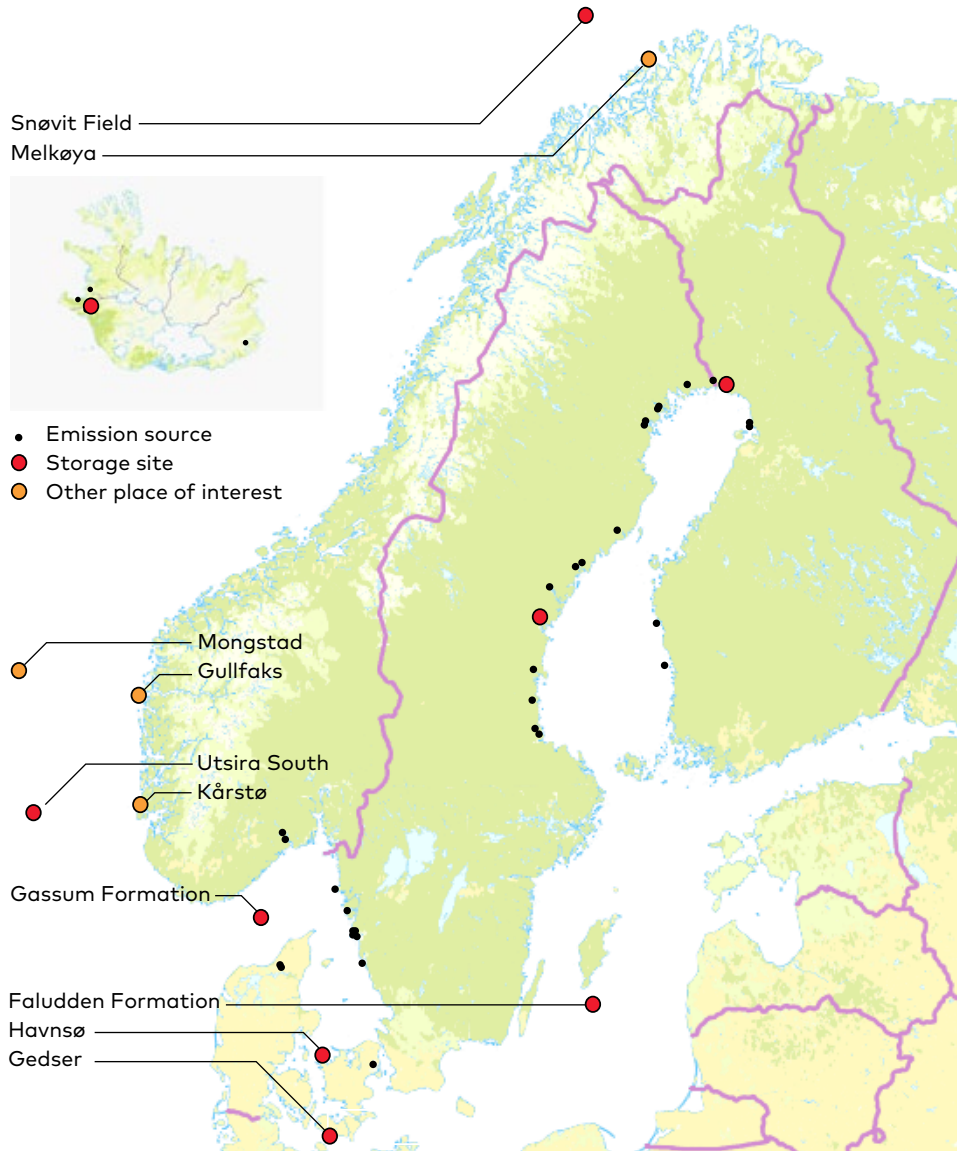 Snøvit Field
Melkøya
Emission source
Storage site
Other place of interest
Mongstad
Gullfaks
Utsira South
Kårstø
Gassum Formation
Faludden Formation
Havnsø
Gedser